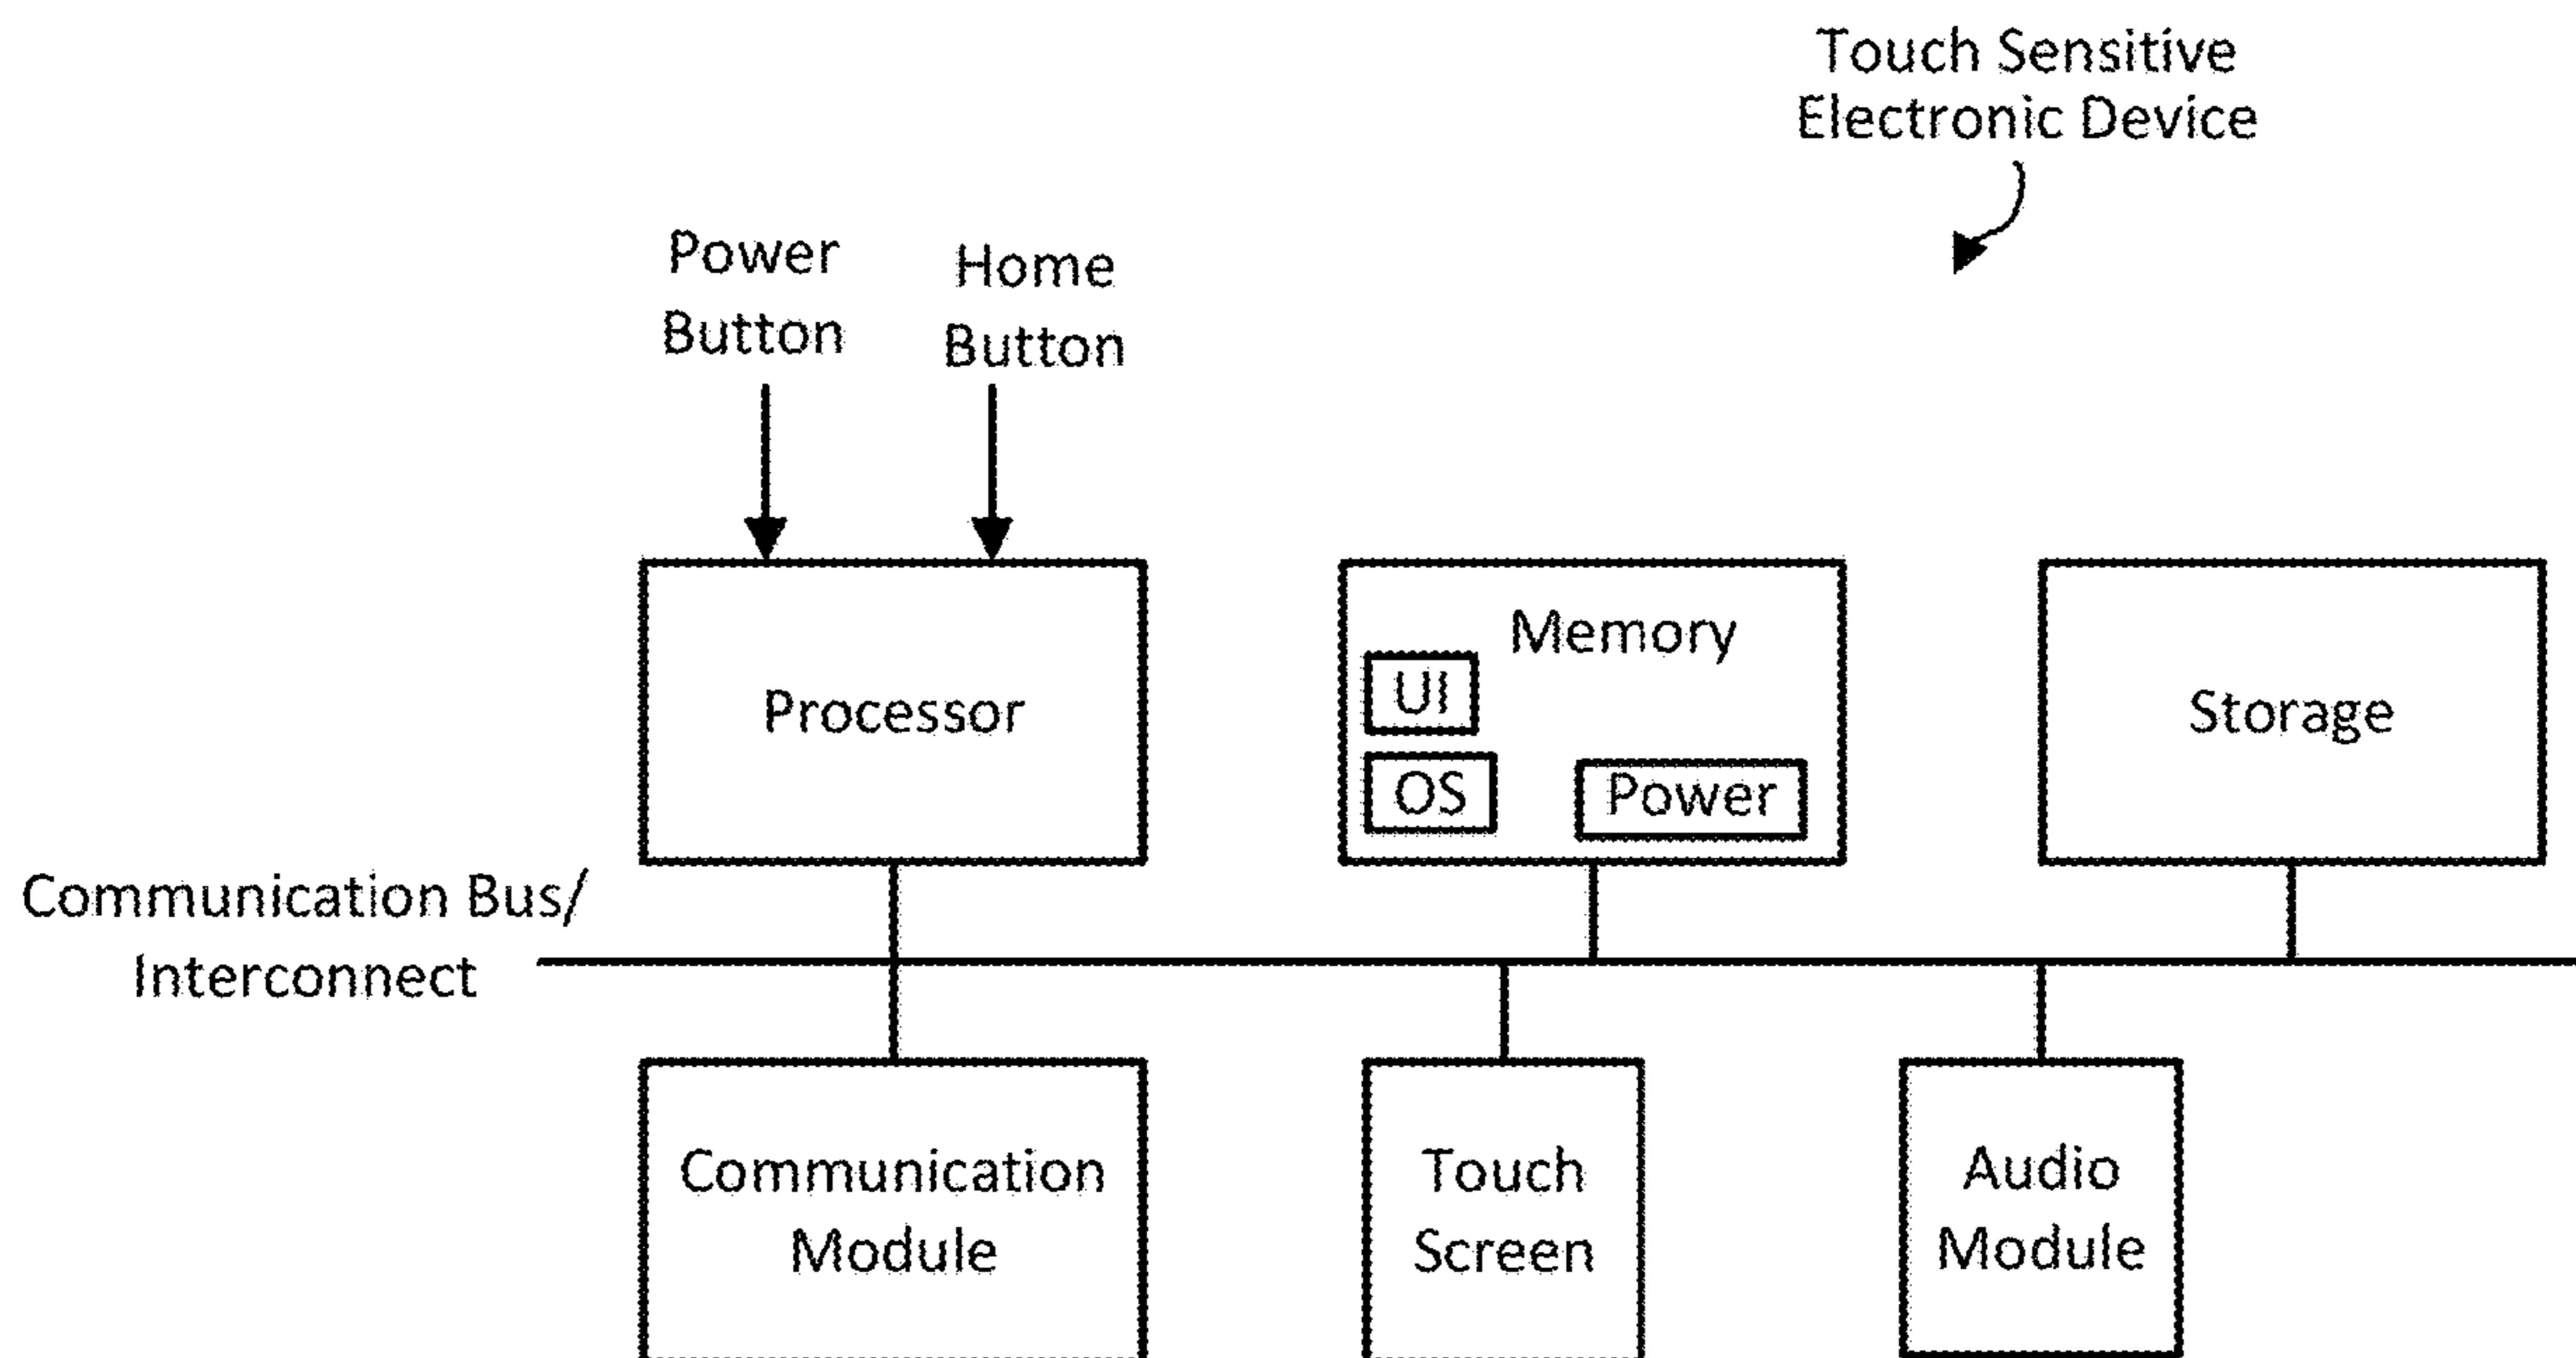 Touch Sensitive
Electronic Device
Power
Button
Home
Button
Processor
Memory
UI
OS
Power
Storage
Communication Bus/
Interconnect
Communication
Module
Touch
Screen
Audio
Module